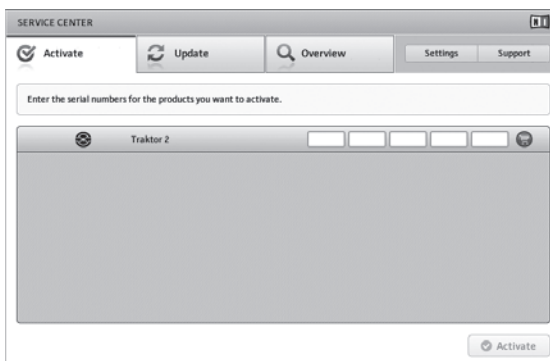 SERVICE CENTER
Activate Update Overview Settings Support
Enter the serial numbers for the products you want to activate.
Traktor 2
Activate